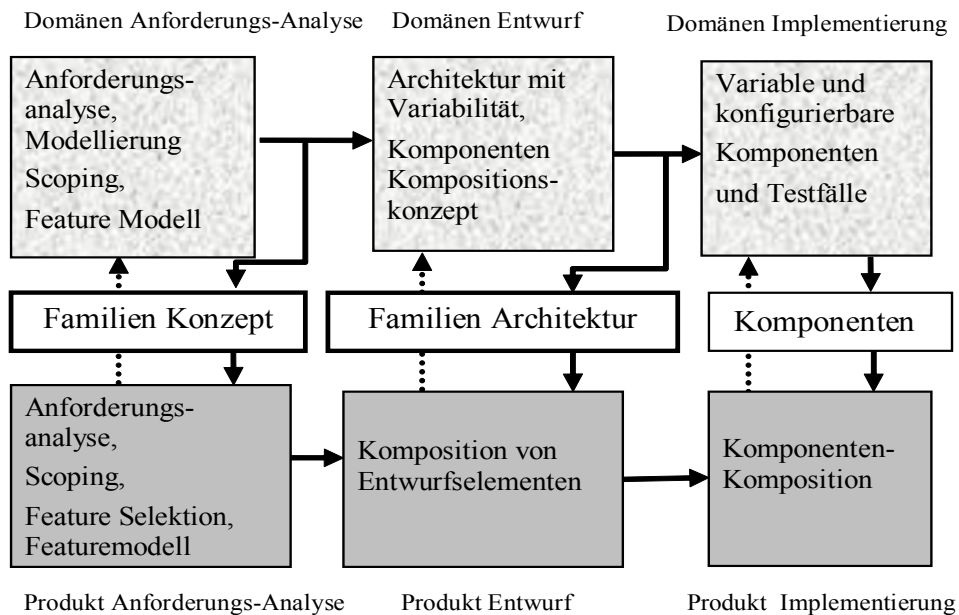 Domänen Anforderungs-Analyse
Domänen Entwurf
Domänen Implementierung
Anforderungs-
analyse,
Modellierung
Scoping,
Feature Modell
Architektur mit
Variabilität,
Komponenten
Kompositions-
konzept
Variable und
konfigurierbare
Komponenten
und Testfälle
Familien Konzept
Familien Architektur
Komponenten
Anforderungs-
analyse,
Scoping,
Feature Selektion,
Featuremodell
Komposition von
Entwurfselementen
Komponenten-
Komposition
Produkt Anforderungs-Analyse
Produkt Entwurf
Produkt Implementierung